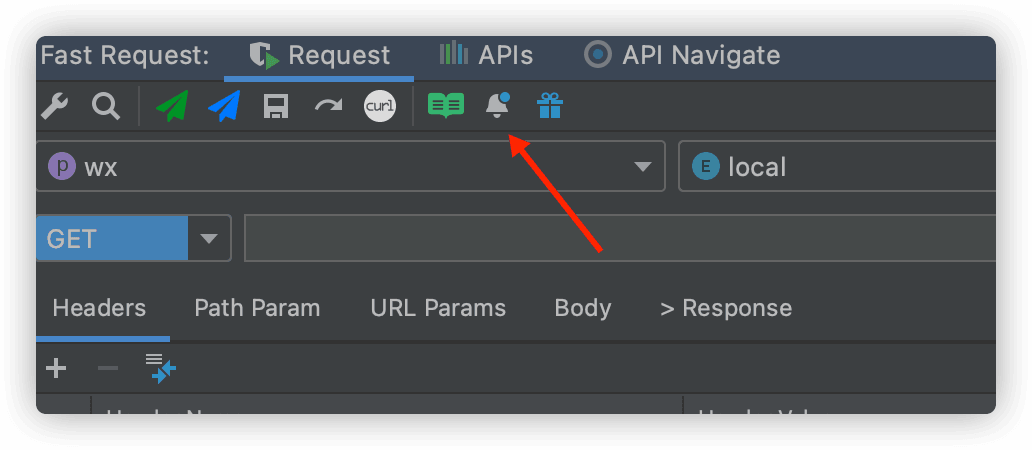 Fast Request: Request APIs API Navigate
curl
p wx E local
GET
Headers Path Param URL Params Body > Response